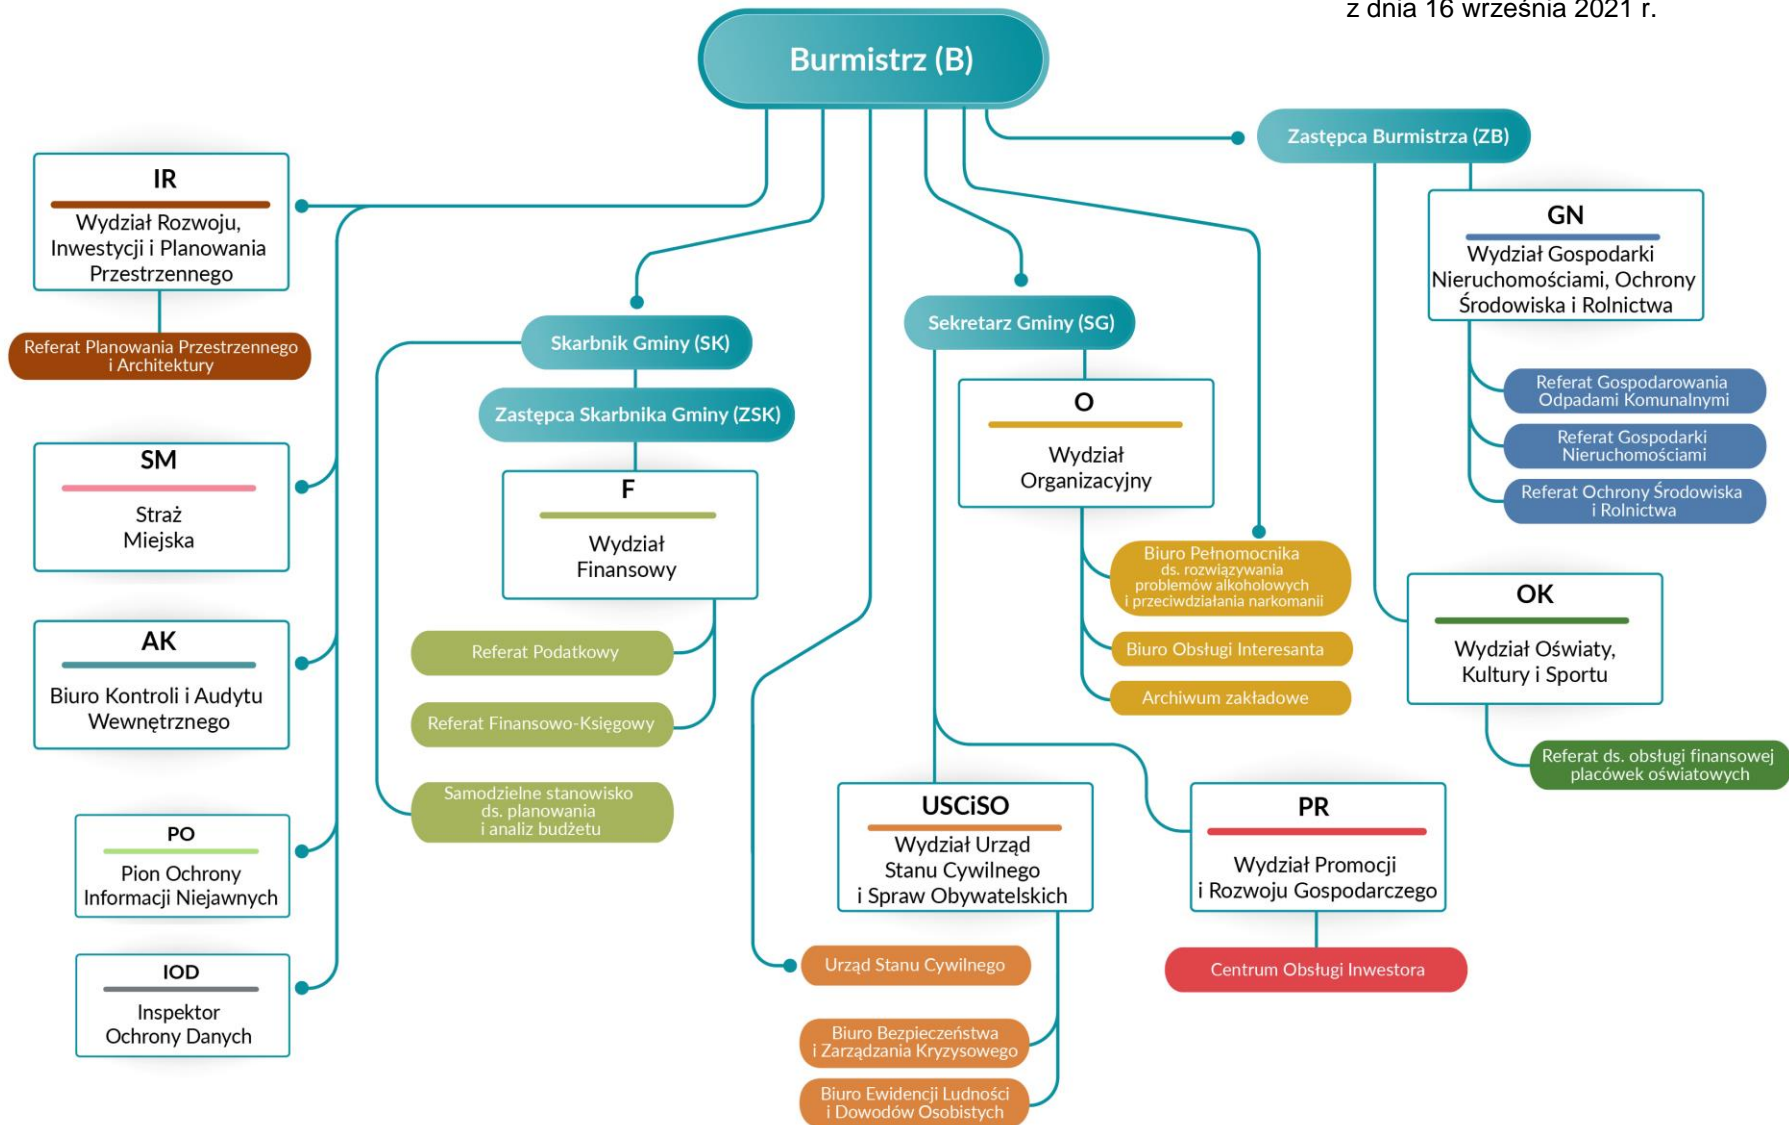 z dnia 16 września 2021 r.
Burmistrz (B)
Zastępca Burmistrza (ZB)
IR
Wydział Rozwoju,
Inwestycji i Planowania
Przestrzennego
Referat Planowania Przestrzennego
i Architektury
SM
Straż
Miejska
AK
Biuro Kontroli i Audytu
Wewnętrznego
PO
Pion Ochrony
Informacji Niejawnych
IOD
Inspektor
Ochrony Danych
Skarbnik Gminy (SK)
Zastępca Skarbnika Gminy (ZSK)
F
Wydział
Finansowy
Referat Podatkowy
Referat Finansowo-Księgowy
Samodzielne stanowisko
ds. planowania
i analiz budżetu
Sekretarz Gminy (SG)
O
Wydział
Organizacyjny
Biuro Pełnomocnika
ds. rozwiązywania
problemów alkoholowych
i przeciwdziałania narkomanii
Biuro Obsługi Interesanta
Archiwum zakładowe
USCiSO
Wydział Urząd
Stanu Cywilnego
i Spraw Obywatelskich
Urząd Stanu Cywilnego
Biuro Bezpieczeństwa
i Zarządzania Kryzysowego
Biuro Ewidencji Ludności
i Dowodów Osobistych
PR
Wydział Promocji
i Rozwoju Gospodarczego
Centrum Obsługi Inwestora
GN
Wydział Gospodarki
Nieruchomościami, Ochrony
Środowiska i Rolnictwa
Referat Gospodarowania
Odpadami Komunalnymi
Referat Gospodarki
Nieruchomościami
Referat Ochrony Środowiska
i Rolnictwa
OK
Wydział Oświaty,
Kultury i Sportu
Referat ds. obsługi finansowej
placówek oświatowych